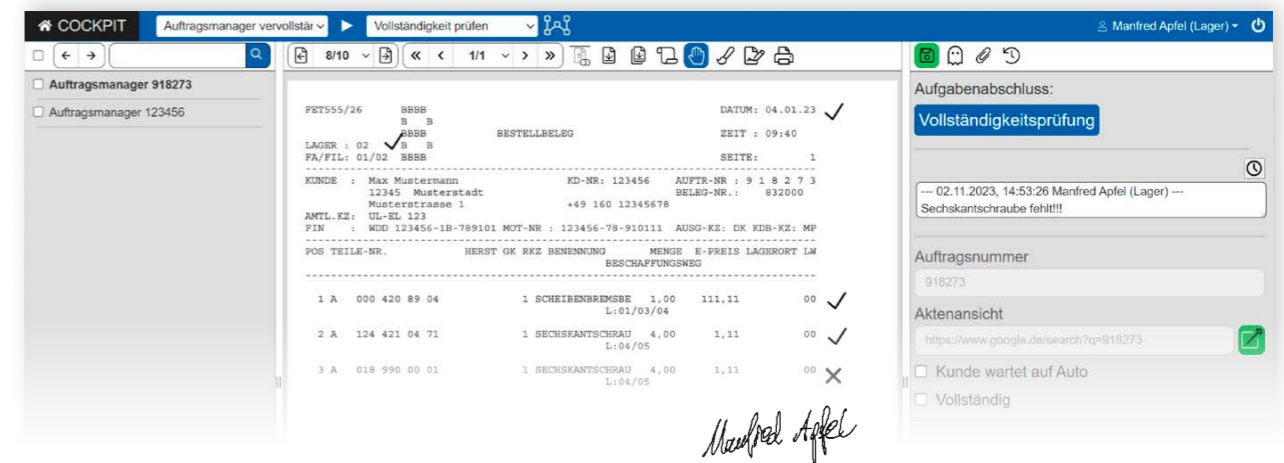 COCKPIT
Auftragsmanager vervollstär
Vollständigkeit prüfen
Manfred Apfel (Lager)
8/10
1/1
Auftragsmanager 918273
Auftragsmanager 123456
FET555/26 BBBB DATUM: 04.01.23
B B
BBBB BESTELLBELEG ZEIT : 09:40
LAGER : 02 B B
FA/FIL: 01/02 BBBB SEITE: 1
KUNDE : Max Mustermann KD-NR: 123456 AUFTR-NR : 9 1 8 2 7 3
12345 Musterstadt BELEG-NR.: 832000
Musterstrasse 1 +49 160 12345678
AMTL.KZ: UL-EL 123
FIN : WDD 123456-1B-789101 MOT-NR : 123456-78-910111 AUSG-KZ: DK KDB-KZ: MP
POS TEILE-NR. HERST GK RKZ BENENNUNG MENGE E-PREIS LAGERORT LW
BESCHAFFUNGSWEG
1 A 000 420 89 04 1 SCHEIBENBREMSBE 1,00 111,11 00
L:01/03/04
2 A 124 421 04 71 1 SECHSKANTSCHRAU 4,00 1,11 00
L:04/05
3 A 018 990 00 01 1 SECHSKANTSCHRAU 4,00 1,11 00
L:04/05
Manfred Apfel
Aufgabenabschluss:
Vollständigkeitsprüfung
--- 02.11.2023, 14:53:26 Manfred Apfel (Lager) ---
Sechskantschraube fehlt!!!
Auftragsnummer
918273
Aktenansicht
https://www.google.de/search?q=918273
Kunde wartet auf Auto
Vollständig